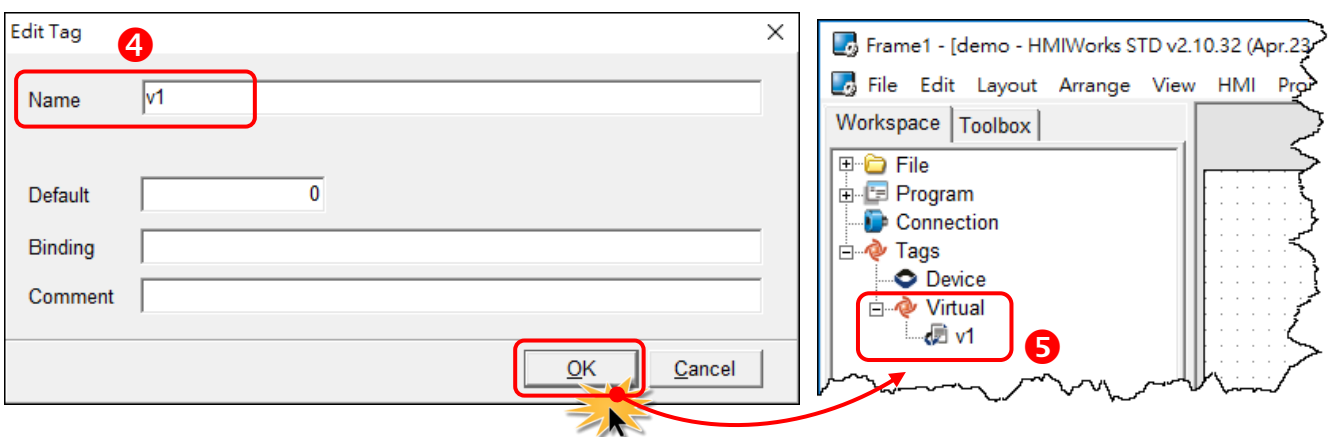 Edit Tag
4
Name v1
Default 0
Binding
Comment
OK Cancel
Frame1 - [demo - HMIWorks STD v2.10.32 (Apr.23
File Edit Layout Arrange View HMI Pro
Workspace Toolbox
File
Program
Connection
Tags
Device
Virtual
v1
5